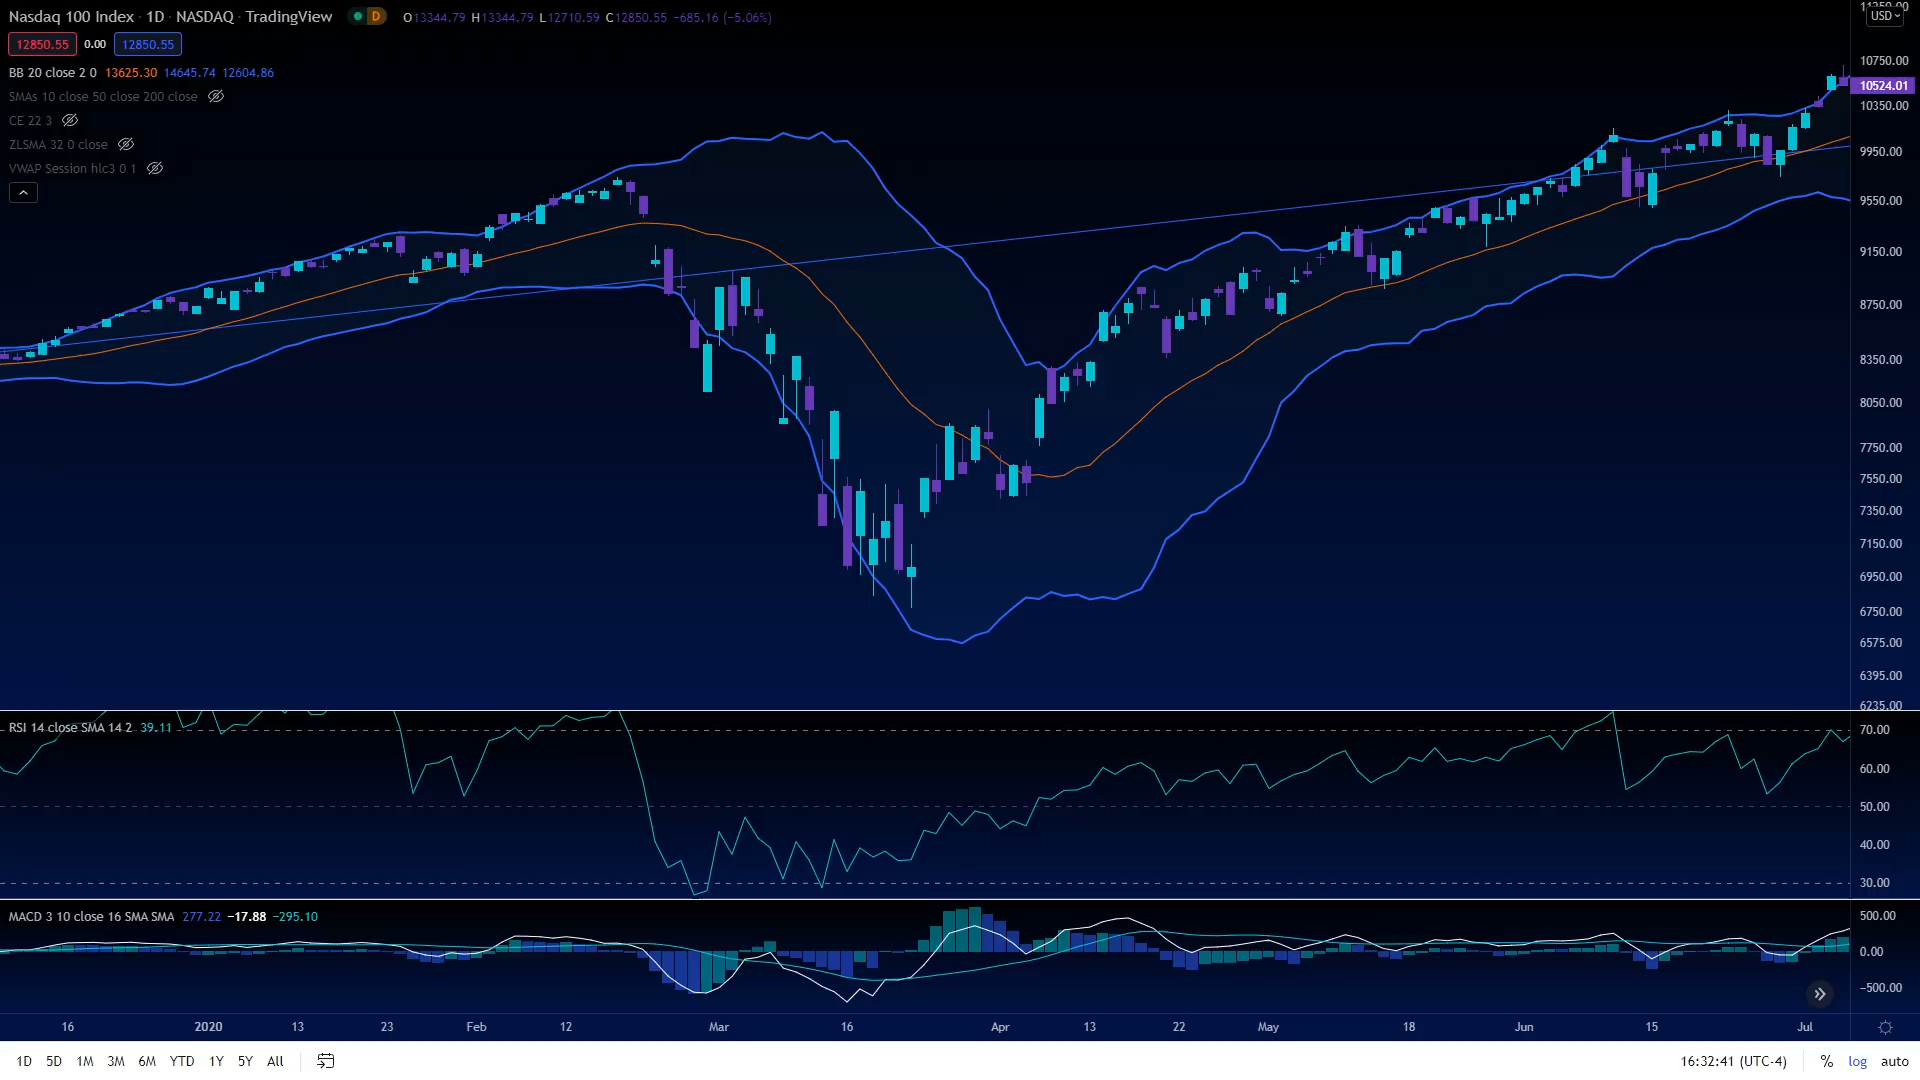 Nasdaq 100 Index · 1D · NASDAQ · TradingView D O13344.79 H13344.79 L12710.59 C12850.55 −685.16 (−5.06%)
12850.55 0.00 12850.55
BB 20 close 2 0 13625.30 14645.74 12604.86
SMAs 10 close 50 close 200 close
CE 22 3
ZLSMA 32 0 close
VWAP Session hlc3 0 1
11250.00
USD
10750.00
10524.01
10350.00
9950.00
9550.00
9150.00
8750.00
8350.00
8050.00
7750.00
7550.00
7350.00
7150.00
6950.00
6750.00
6575.00
6395.00
6235.00
RSI 14 close SMA 14 2 39.11
70.00
60.00
50.00
40.00
30.00
MACD 3 10 close 16 SMA SMA 277.22 −17.88 −295.10
500.00
0.00
−500.00
16 2020 13 23 Feb 12 Mar 16 Apr 13 22 May 18 Jun 15 Jul
1D 5D 1M 3M 6M YTD 1Y 5Y All 16:32:41 (UTC-4) % log auto